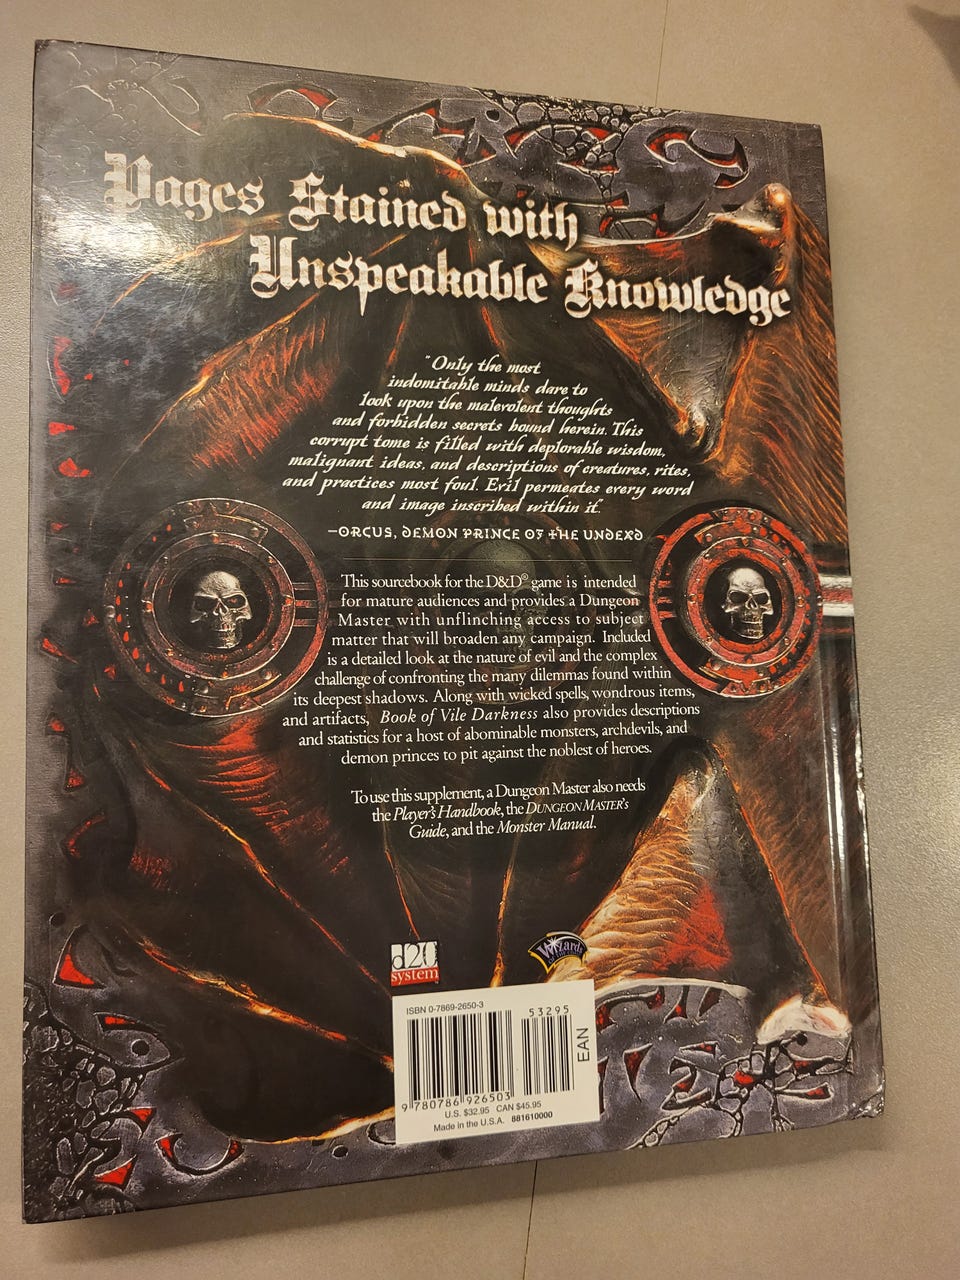 Pages Stained with
Unspeakable Knowledge
"Only the most
indomitable minds dare to
look upon the malevolent thoughts
and forbidden secrets bound herein. This
corrupt tome is filled with deplorable wisdom,
malignant ideas, and descriptions of creatures, rites,
and practices most foul. Evil permeates every word
and image inscribed within it."
—ORCUS, DEMON PRINCE OF THE UNDEAD
This sourcebook for the D&D® game is intended
for mature audiences and provides a Dungeon
Master with unflinching access to subject
matter that will broaden any campaign. Included
is a detailed look at the nature of evil and the complex
challenge of confronting the many dilemmas found within
its deepest shadows. Along with wicked spells, wondrous items,
and artifacts, Book of Vile Darkness also provides descriptions
and statistics for a host of abominable monsters, archdevils, and
demon princes to pit against the noblest of heroes.
To use this supplement, a Dungeon Master also needs
the Player's Handbook, the DUNGEON MASTER's
Guide, and the Monster Manual.
d20
system
Wizards
OF THE COAST
ISBN 0-7869-2650-3
53295
EAN
9 780786 926503
U.S. $32.95 CAN $45.95
Made in the U.S.A. 881610000